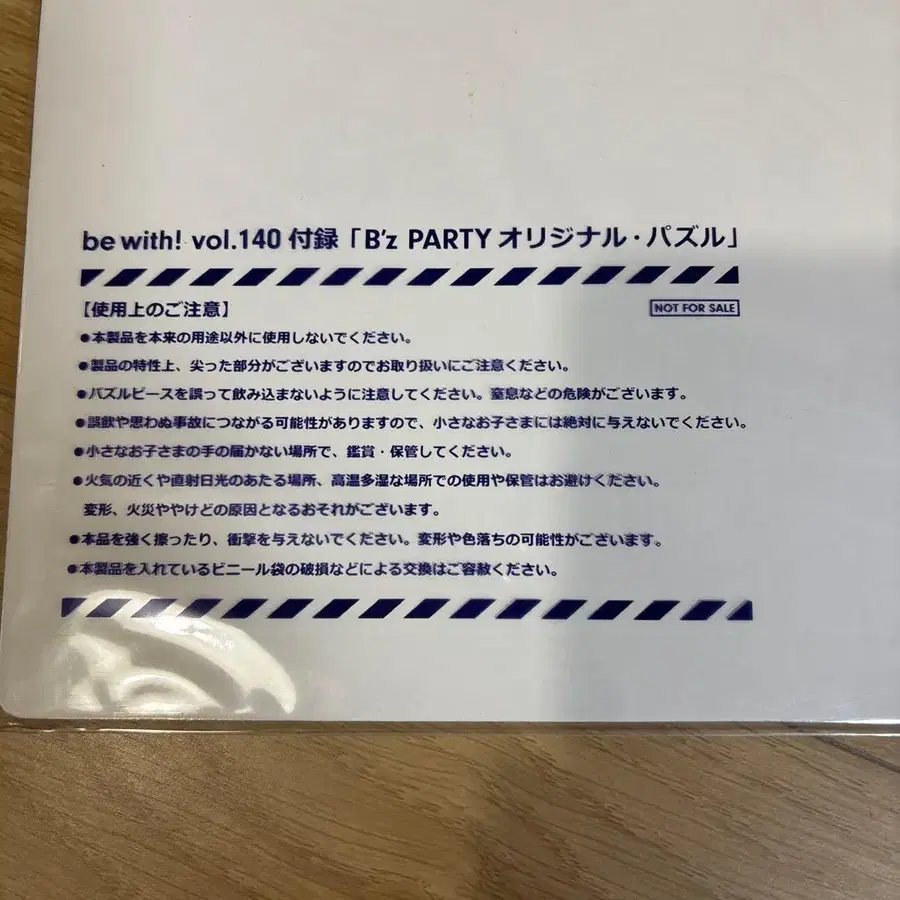 be with! vol.140 付録「B'z PARTY オリジナル・パズル」
【使用上のご注意】
NOT FOR SALE
●本製品を本来の用途以外に使用しないでください。
●製品の特性上、尖った部分がございますのでお取り扱いにご注意ください。
●パズルピースを誤って飲み込まないように注意してください。窒息などの危険がございます。
●誤飲や思わぬ事故につながる可能性がありますので、小さなお子さまには絶対に与えないでください。
●小さなお子さまの手の届かない場所で、鑑賞・保管してください。
●火気の近くや直射日光のあたる場所、高温多湿な場所での使用や保管はお避けください。
変形、火災ややけどの原因となるおそれがございます。
●本品を強く擦ったり、衝撃を与えないでください。変形や色落ちの可能性がございます。
●本製品を入れているビニール袋の破損などによる交換はご容赦ください。